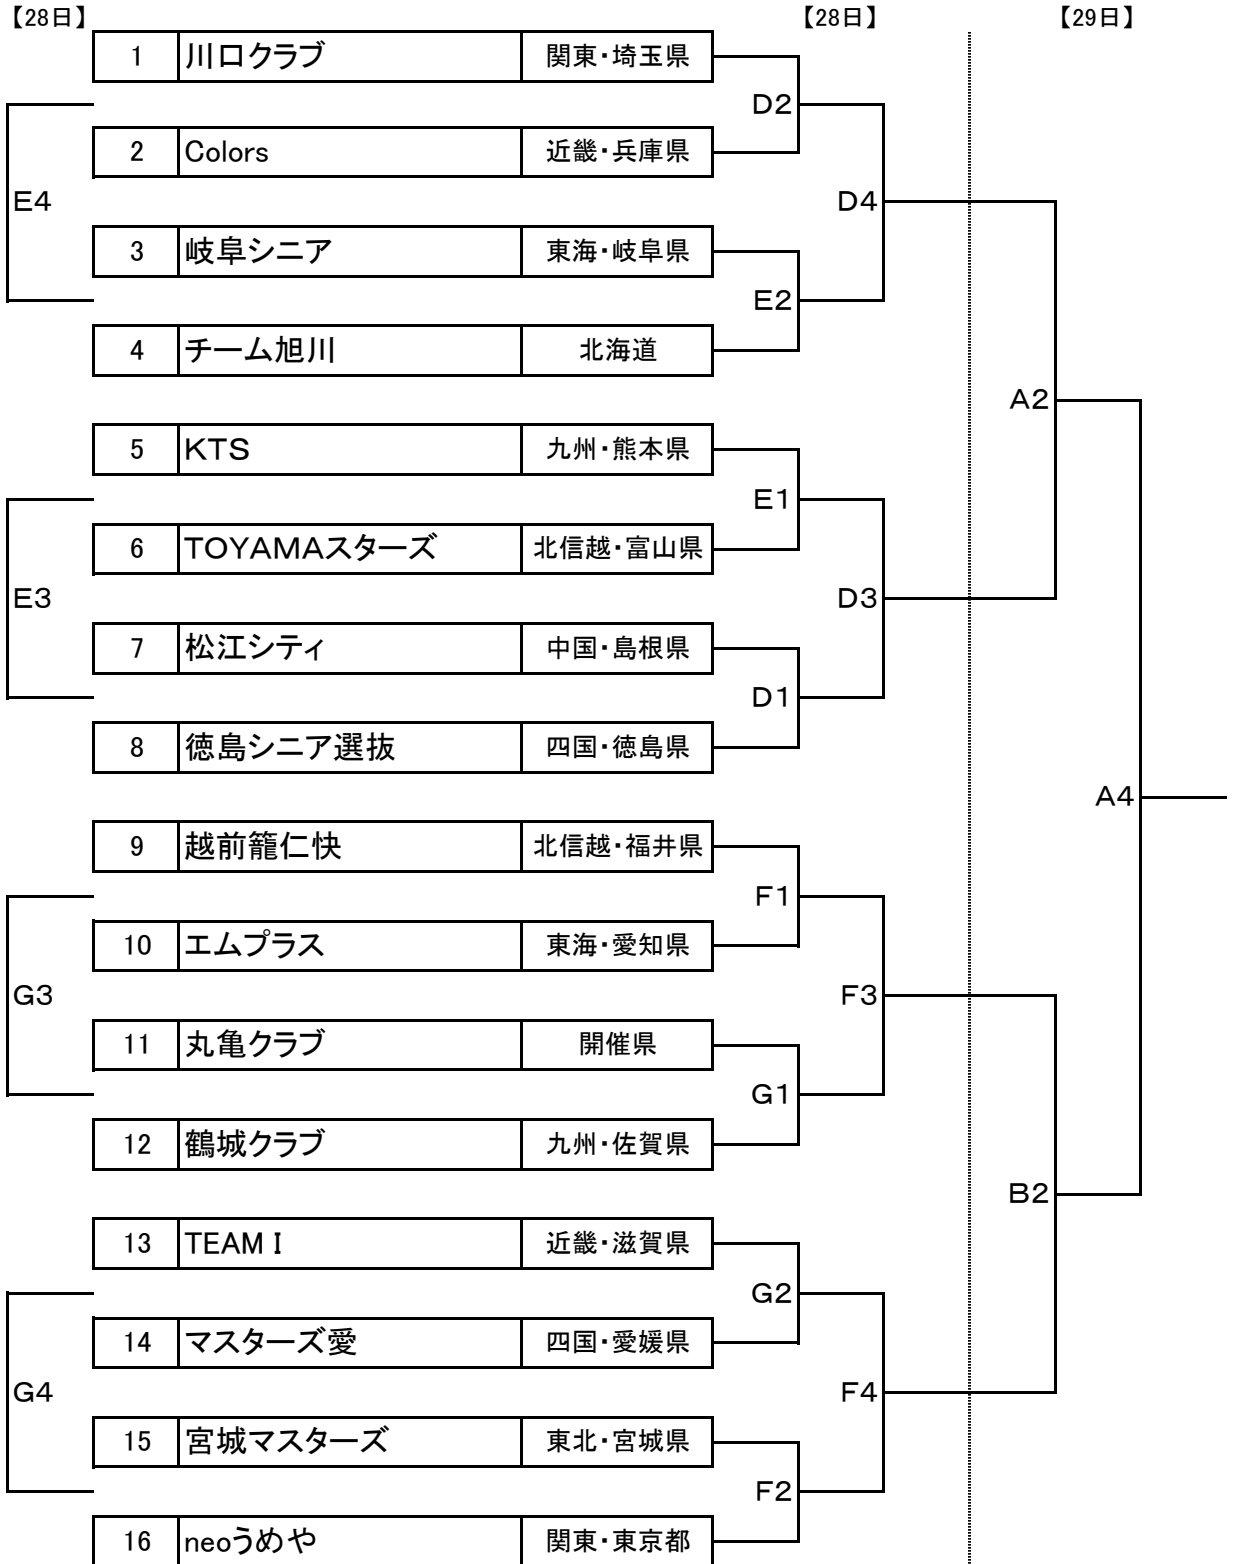 【28日】 【28日】 【29日】
1 川口クラブ 関東・埼玉県
D2
2 Colors 近畿・兵庫県
E4 D4
3 岐阜シニア 東海・岐阜県
E2
4 チーム旭川 北海道
A2
5 KTS 九州・熊本県
E1
6 TOYAMAスターズ 北信越・富山県
E3 D3
7 松江シティ 中国・島根県
D1
8 徳島シニア選抜 四国・徳島県
A4
9 越前籠仁快 北信越・福井県
F1
10 エムプラス 東海・愛知県
G3 F3
11 丸亀クラブ 開催県
G1
12 鶴城クラブ 九州・佐賀県
B2
13 TEAM I 近畿・滋賀県
G2
14 マスターズ愛 四国・愛媛県
G4 F4
15 宮城マスターズ 東北・宮城県
F2
16 neoうめや 関東・東京都